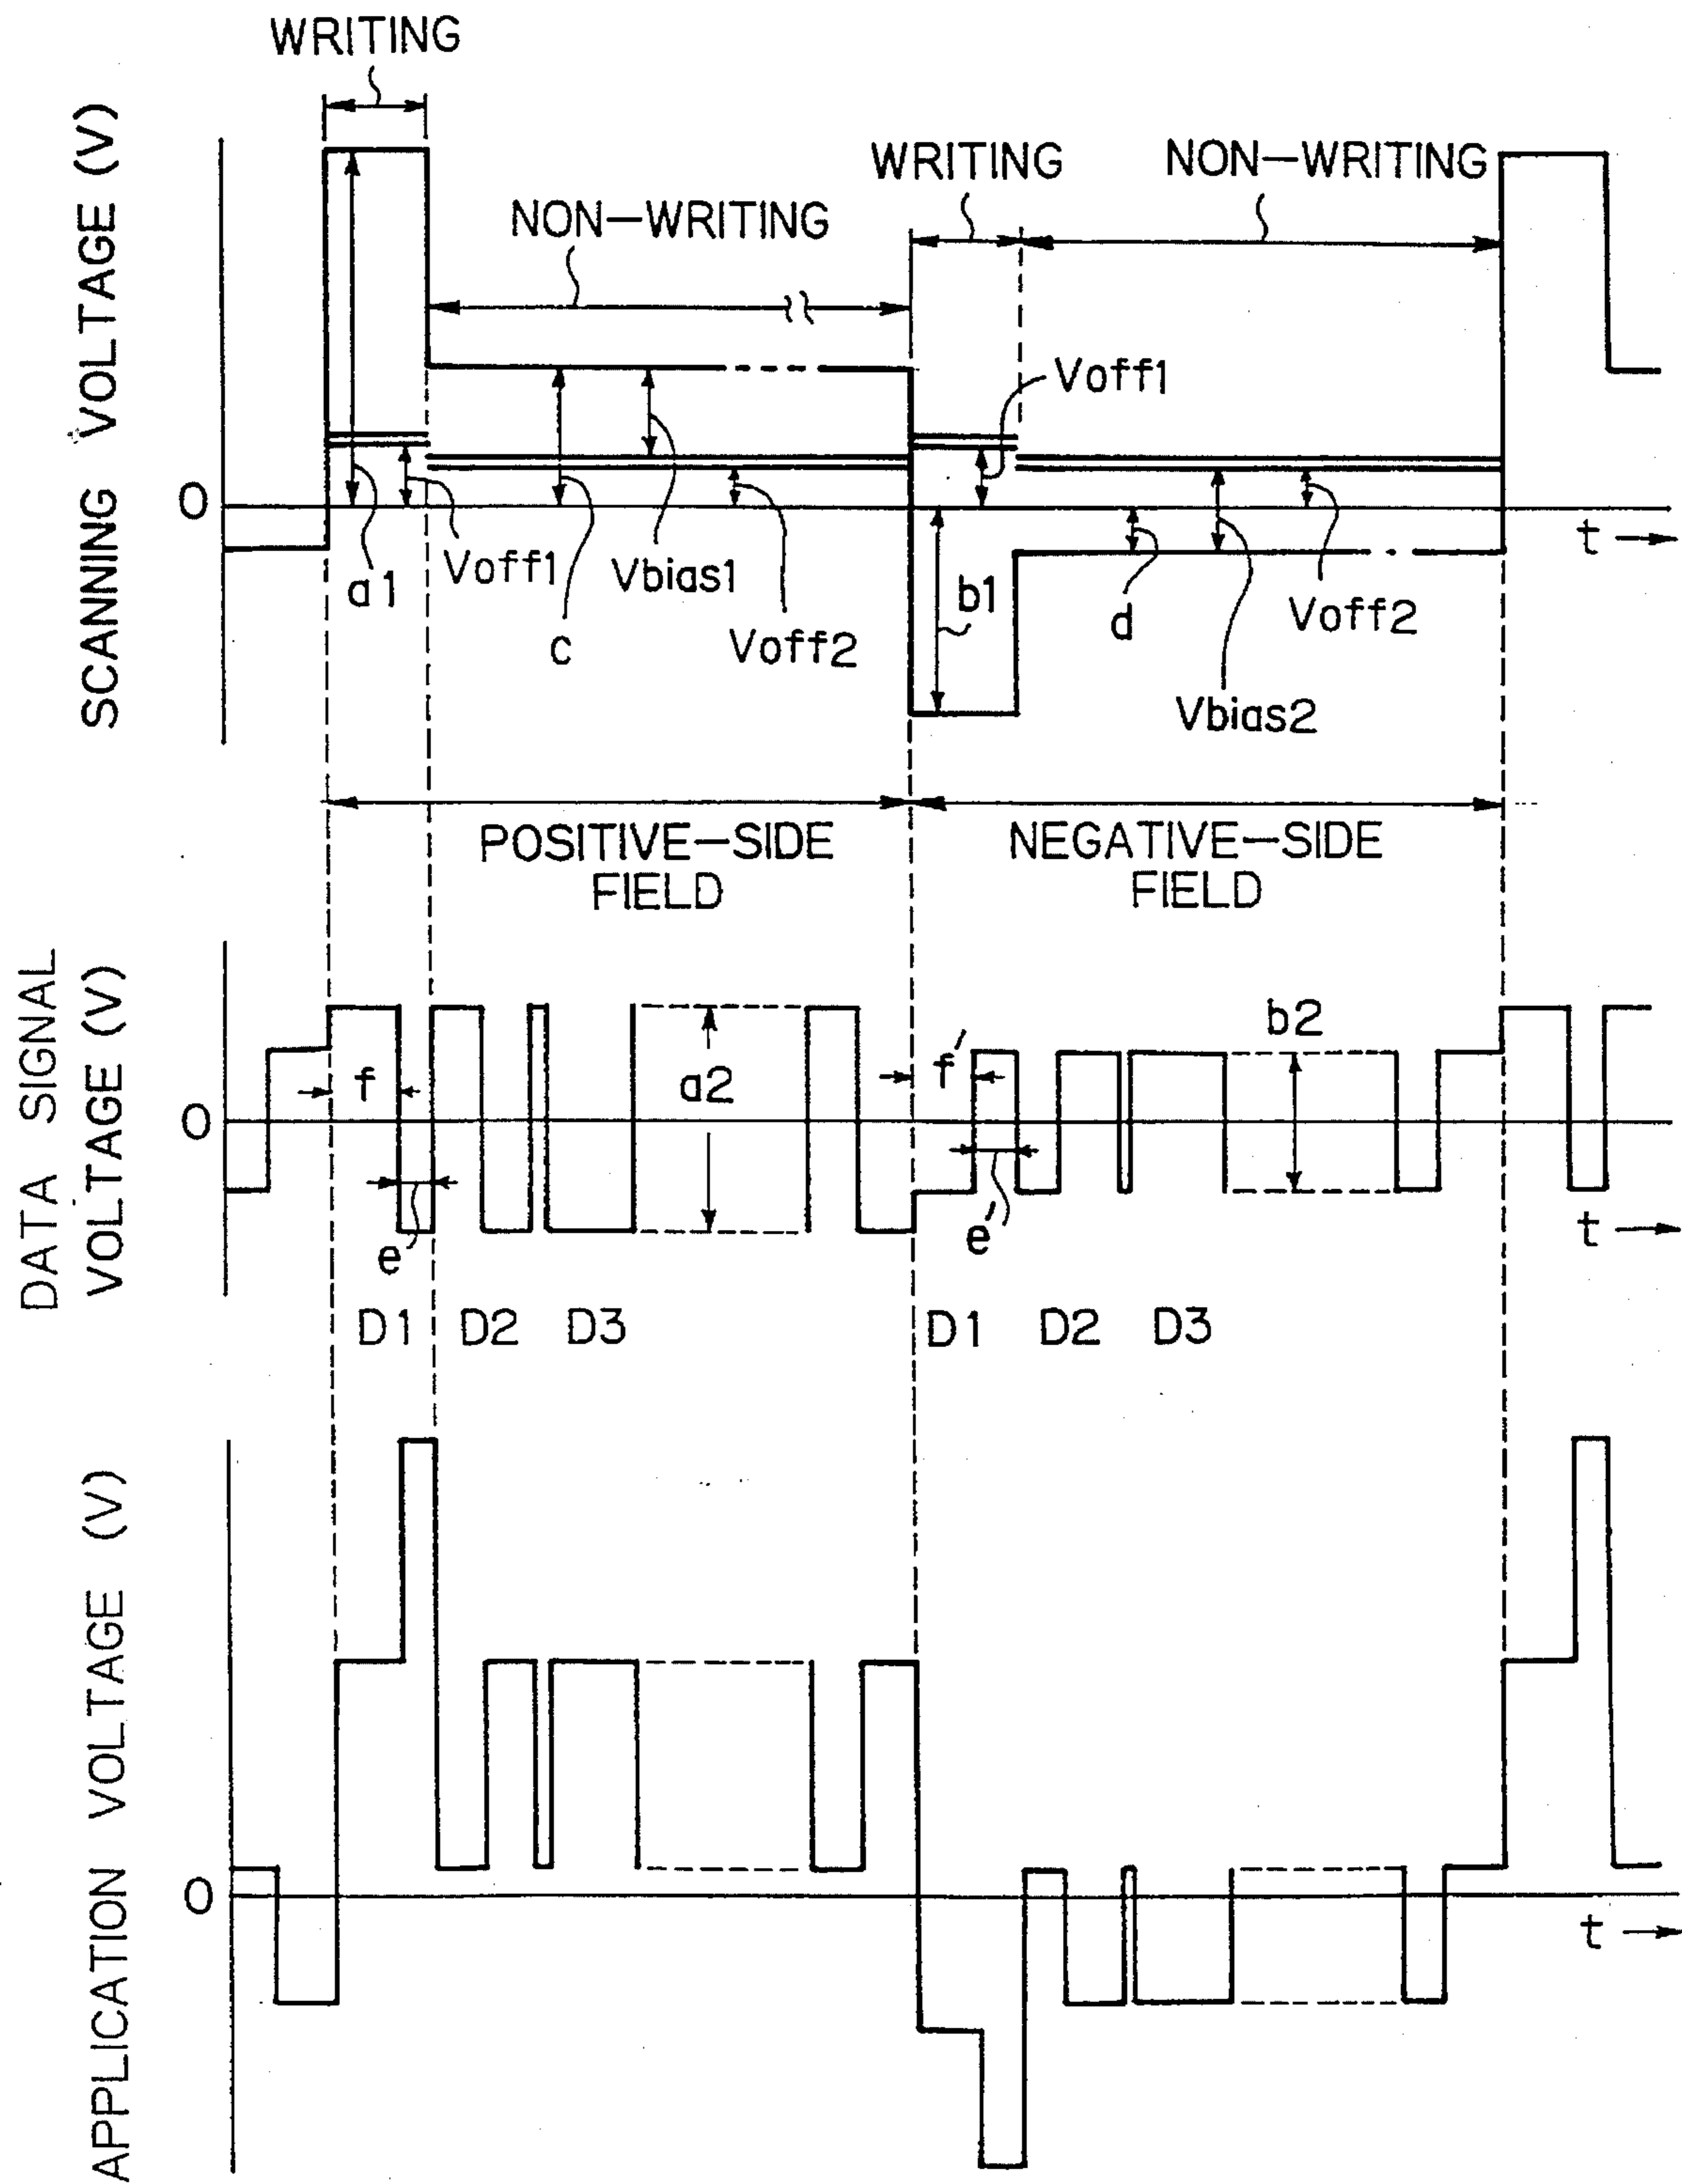 WRITING
SCANNING VOLTAGE (V)
WRITING
NON-WRITING
NON-WRITING
Voff1
0
t
a1
Voff1
Vbias1
c
Voff2
b1
d
Voff2
Vbias2
POSITIVE-SIDE
FIELD
NEGATIVE-SIDE
FIELD
DATA SIGNAL
VOLTAGE (V)
f
a2
f'
b2
0
e
e'
t
D1
D2
D3
D1
D2
D3
APPLICATION VOLTAGE (V)
0
t